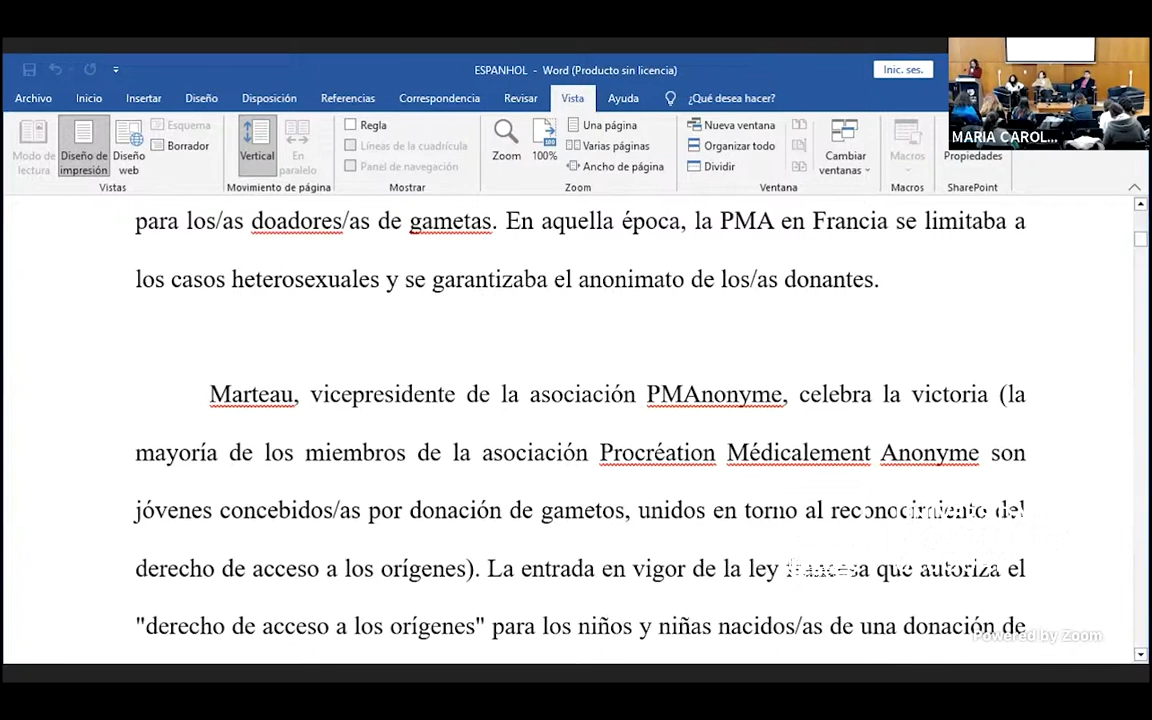 ESPANHOL - Word (Producto sin licencia)
Inic. ses.
Archivo Inicio Insertar Diseño Disposición Referencias Correspondencia Revisar Vista Ayuda ¿Qué desea hacer?
MARIA CAROL...
Modo de lectura
Diseño de impresión
Diseño web
Esquema
Borrador
Vistas
Vertical
En paralelo
Movimiento de página
Regla
Líneas de la cuadrícula
Panel de navegación
Mostrar
Zoom
100%
Una página
Varias páginas
Ancho de página
Zoom
Nueva ventana
Organizar todo
Dividir
Cambiar ventanas
Ventana
Macros
Macros
Propiedades
SharePoint
para los/as doadores/as de gametas. En aquella época, la PMA en Francia se limitaba a
los casos heterosexuales y se garantizaba el anonimato de los/as donantes.
Marteau, vicepresidente de la asociación PMAnonyme, celebra la victoria (la
mayoría de los miembros de la asociación Procréation Médicalement Anonyme son
jóvenes concebidos/as por donación de gametos, unidos en torno al reconocimiento del
derecho de acceso a los orígenes). La entrada en vigor de la ley que autoriza el
"derecho de acceso a los orígenes" para los niños y niñas nacidos/as de una donación de
Powered by Zoom